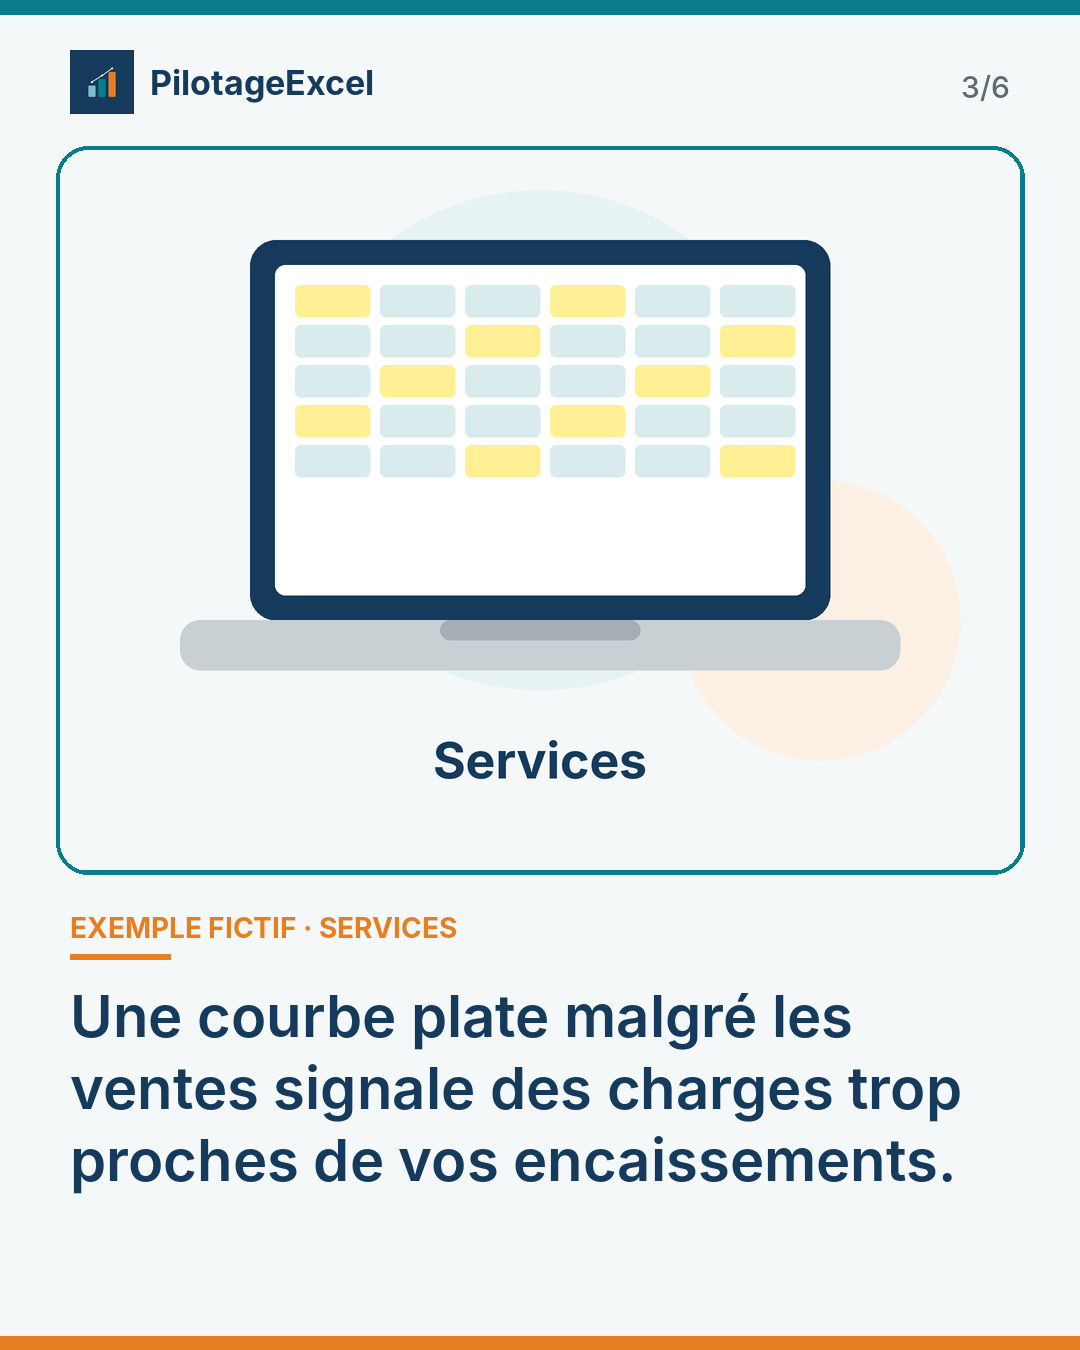 PilotageExcel
3/6
Services
EXEMPLE FICTIF · SERVICES
Une courbe plate malgré les
ventes signale des charges trop
proches de vos encaissements.